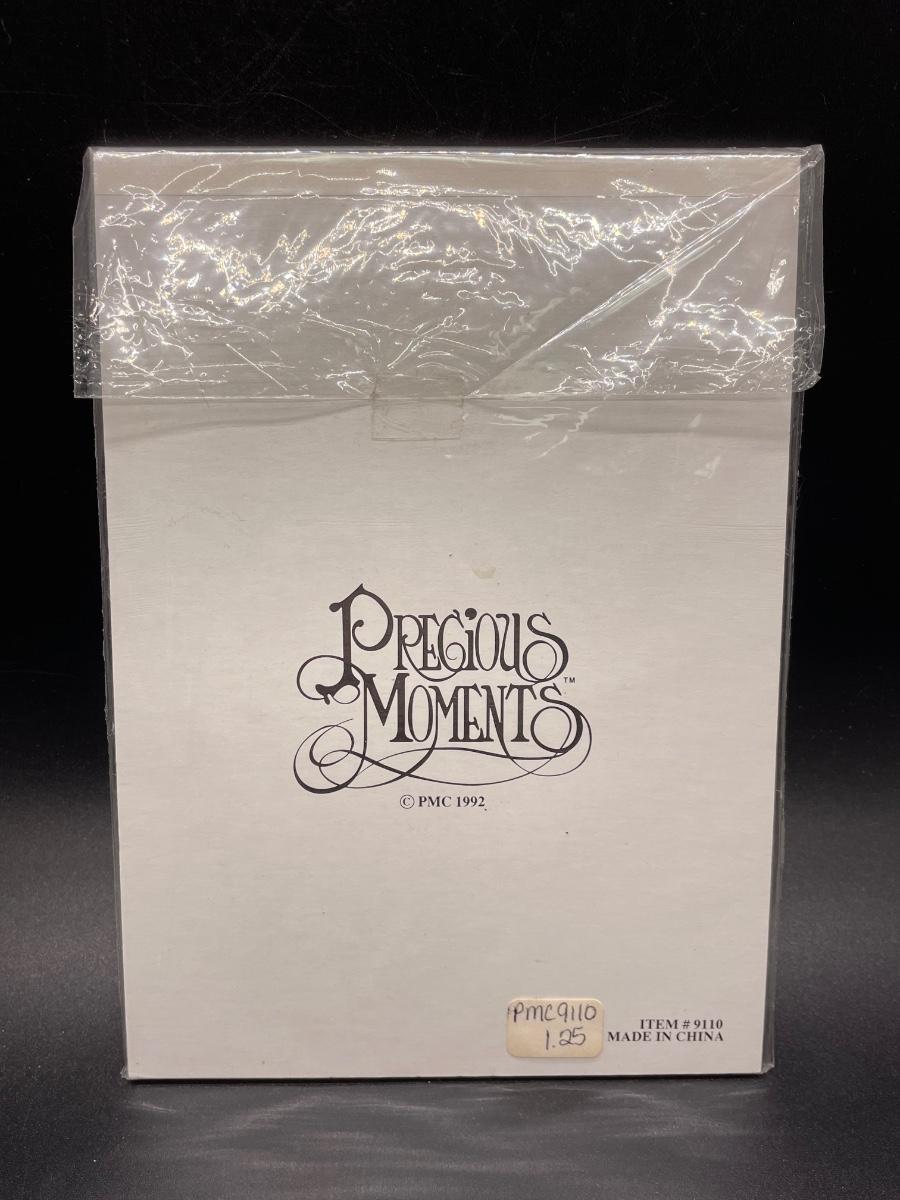 PRECiOUS
MOMENTS™
© PMC 1992
PMC9110
1.25
ITEM # 9110
MADE IN CHINA